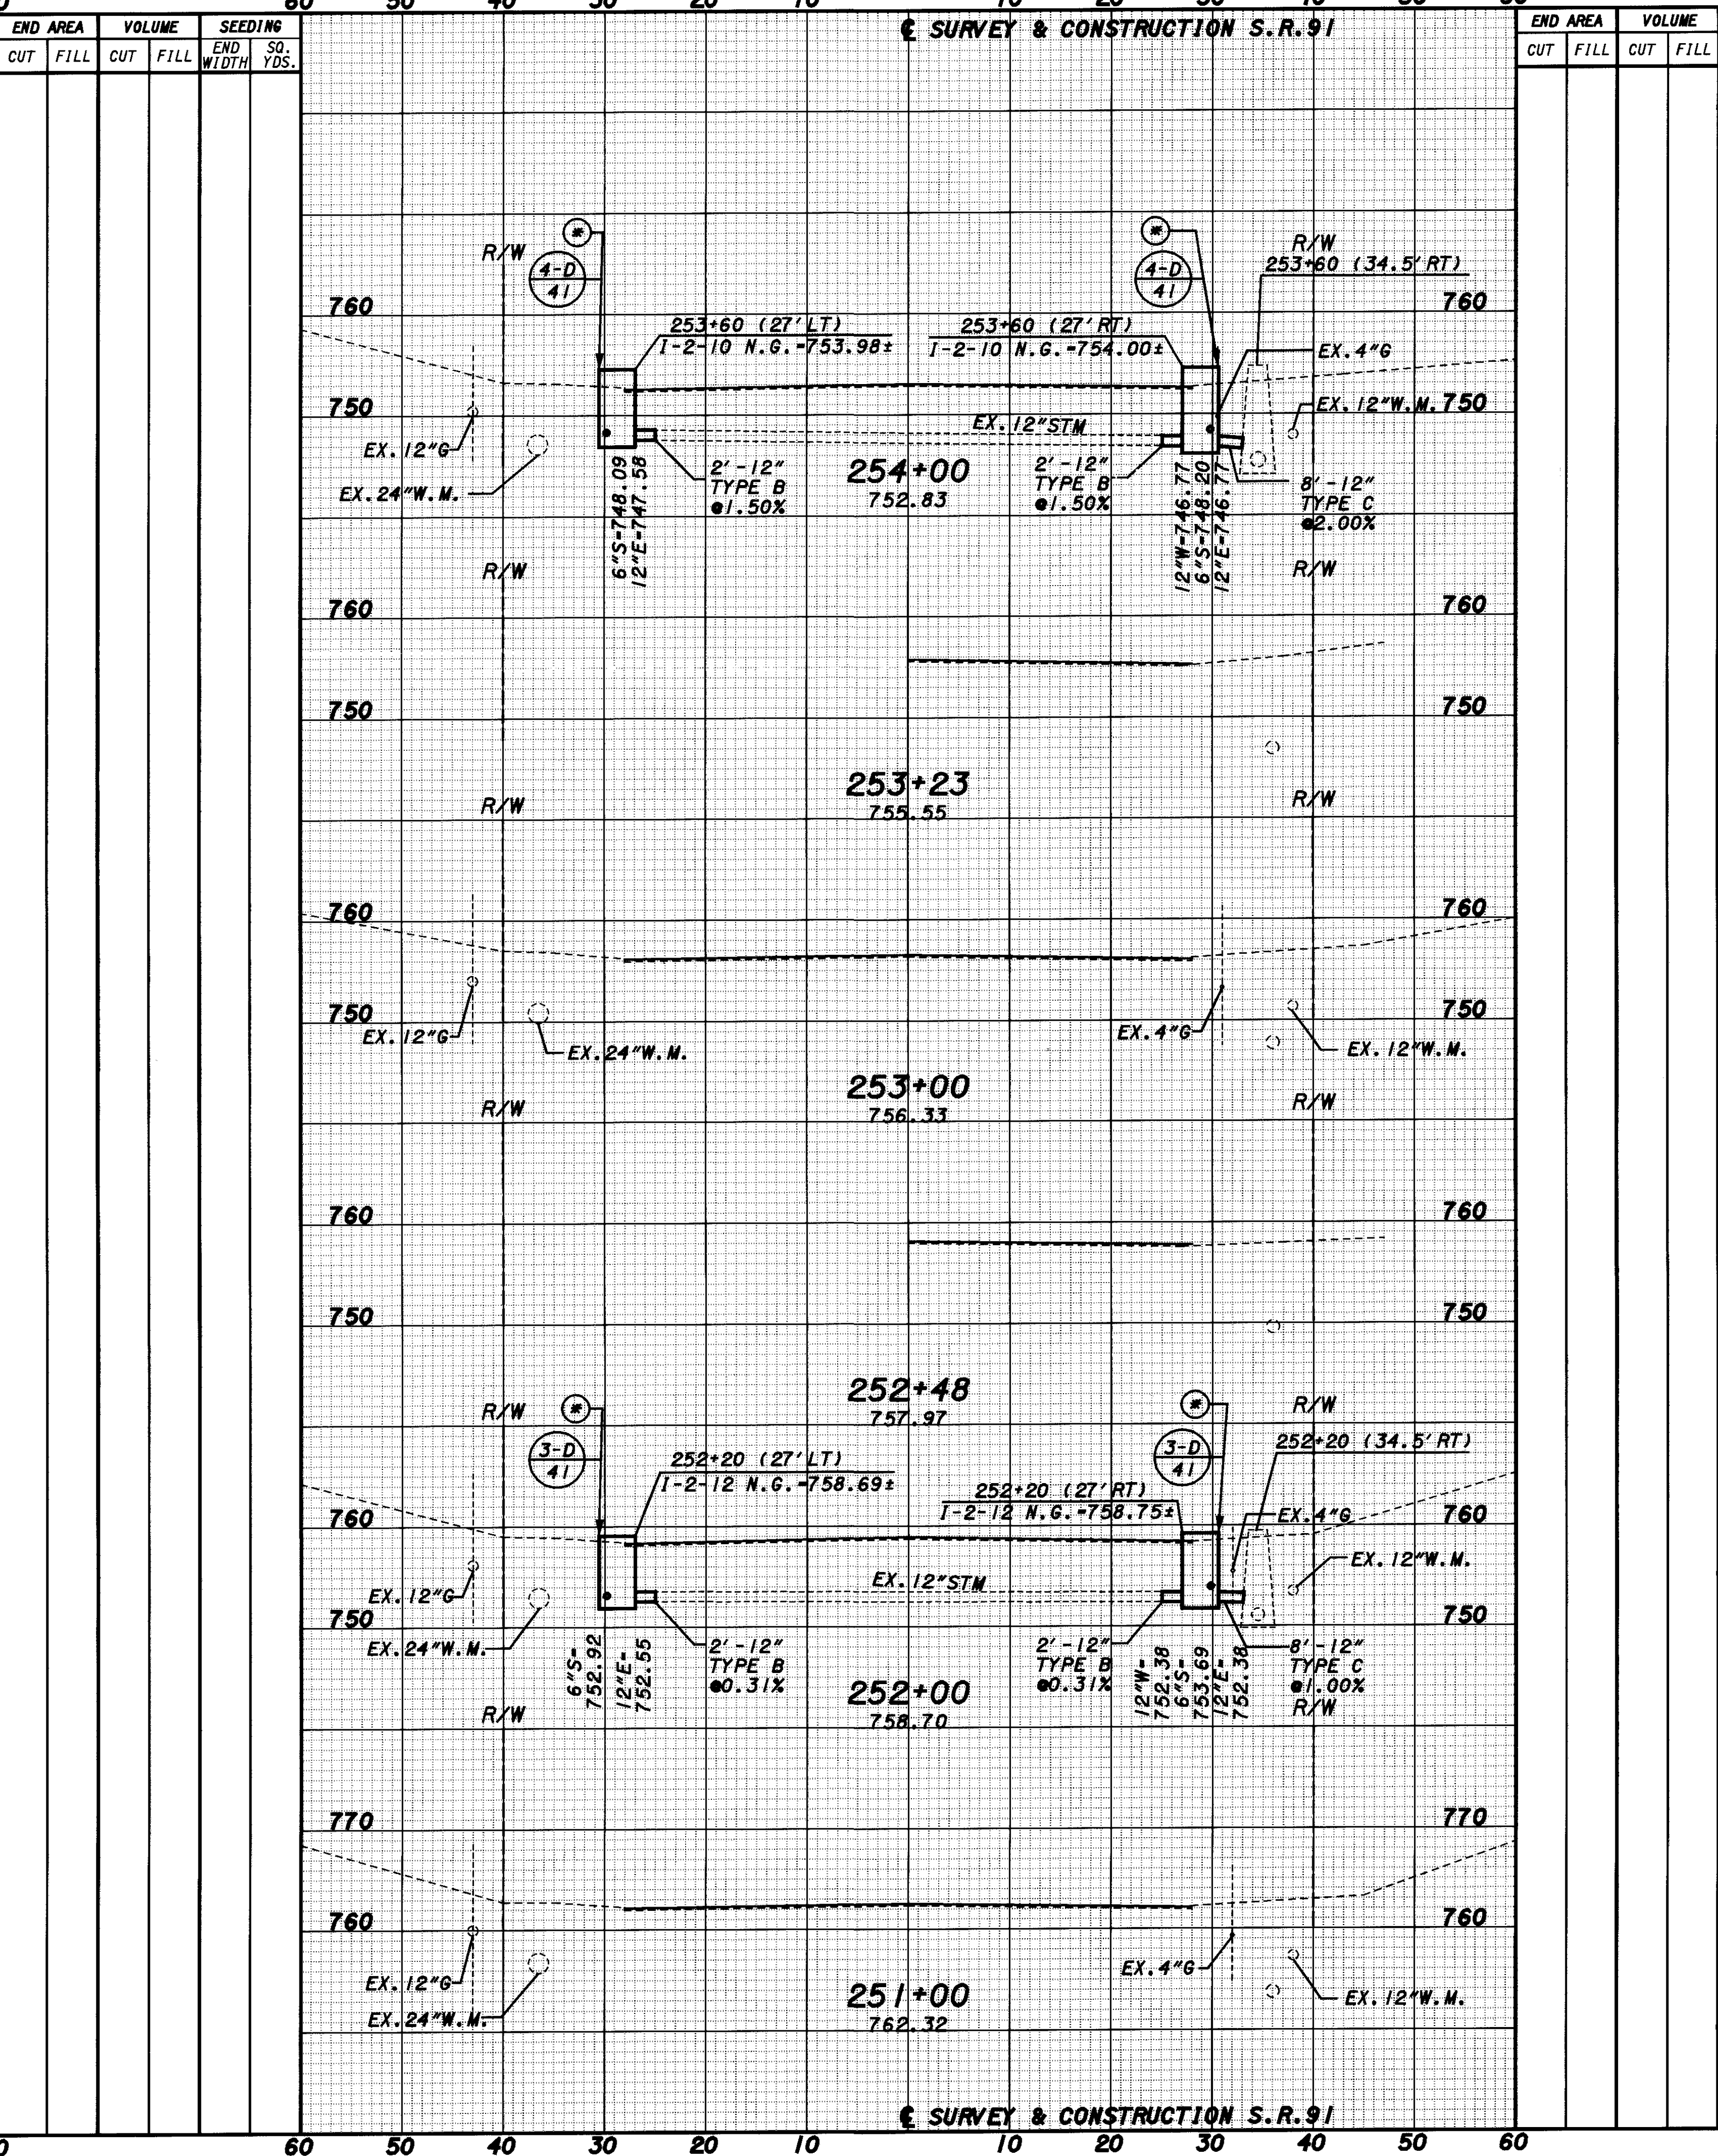 60 50 40 30 20 10 10 20 30 40 50 60
END AREA VOLUME SEEDING
CUT FILL CUT FILL END WIDTH SQ. YDS.
℄ SURVEY & CONSTRUCTION S.R.91
END AREA VOLUME
CUT FILL CUT FILL
R/W * 4-D 41
* 4-D 41 R/W
253+60 (34.5' RT)
760 760
253+60 (27' LT)
I-2-10 N.G.=753.98±
253+60 (27' RT)
I-2-10 N.G.=754.00±
EX.4"G
750 EX.12"W.M. 750
EX.12"STM
EX.12"G
EX.24"W.M.
6"S=748.09
12"E=747.58
2'-12"
TYPE B
@1.50%
254+00
752.83
2'-12"
TYPE B
@1.50%
12"W=746.77
6"S=748.20
12"E=746.77
8'-12"
TYPE C
@2.00%
R/W R/W
760 760
750 750
253+23
755.55
R/W R/W
760 760
750 750
EX.12"G
EX.24"W.M.
EX.4"G
EX.12"W.M.
253+00
756.33
R/W R/W
760 760
750 750
252+48
757.97
R/W * 3-D 41
* 3-D 41 R/W
252+20 (34.5' RT)
252+20 (27' LT)
I-2-12 N.G.=758.69±
252+20 (27' RT)
I-2-12 N.G.=758.75±
760 760
EX.4"G
EX.12"W.M.
EX.12"STM
EX.12"G
750 750
EX.24"W.M.
6"S=
752.92
12"E=
752.55
2'-12"
TYPE B
@0.31%
252+00
758.70
2'-12"
TYPE B
@0.31%
12"W=
752.38
6"S=
753.69
12"E=
752.38
8'-12"
TYPE C
@1.00%
R/W R/W
770 770
760 760
EX.12"G
EX.24"W.M.
EX.4"G
EX.12"W.M.
251+00
762.32
℄ SURVEY & CONSTRUCTION S.R.91
60 50 40 30 20 10 10 20 30 40 50 60